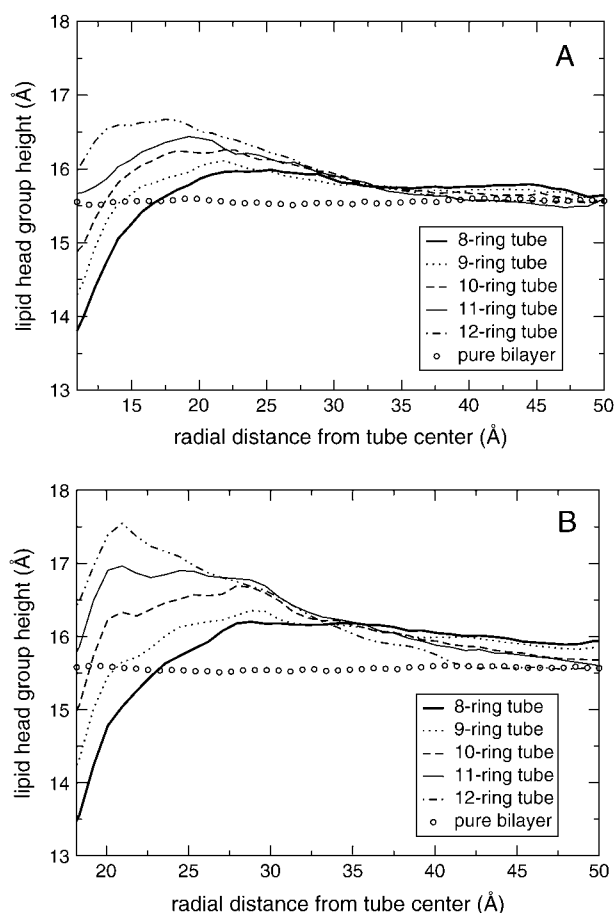 A
lipid head group height (Å)
18
17
16
15
14
13
8-ring tube
9-ring tube
10-ring tube
11-ring tube
12-ring tube
pure bilayer
15 20 25 30 35 40 45 50
radial distance from tube center (Å)
B
lipid head group height (Å)
18
17
16
15
14
13
8-ring tube
9-ring tube
10-ring tube
11-ring tube
12-ring tube
pure bilayer
20 25 30 35 40 45 50
radial distance from tube center (Å)